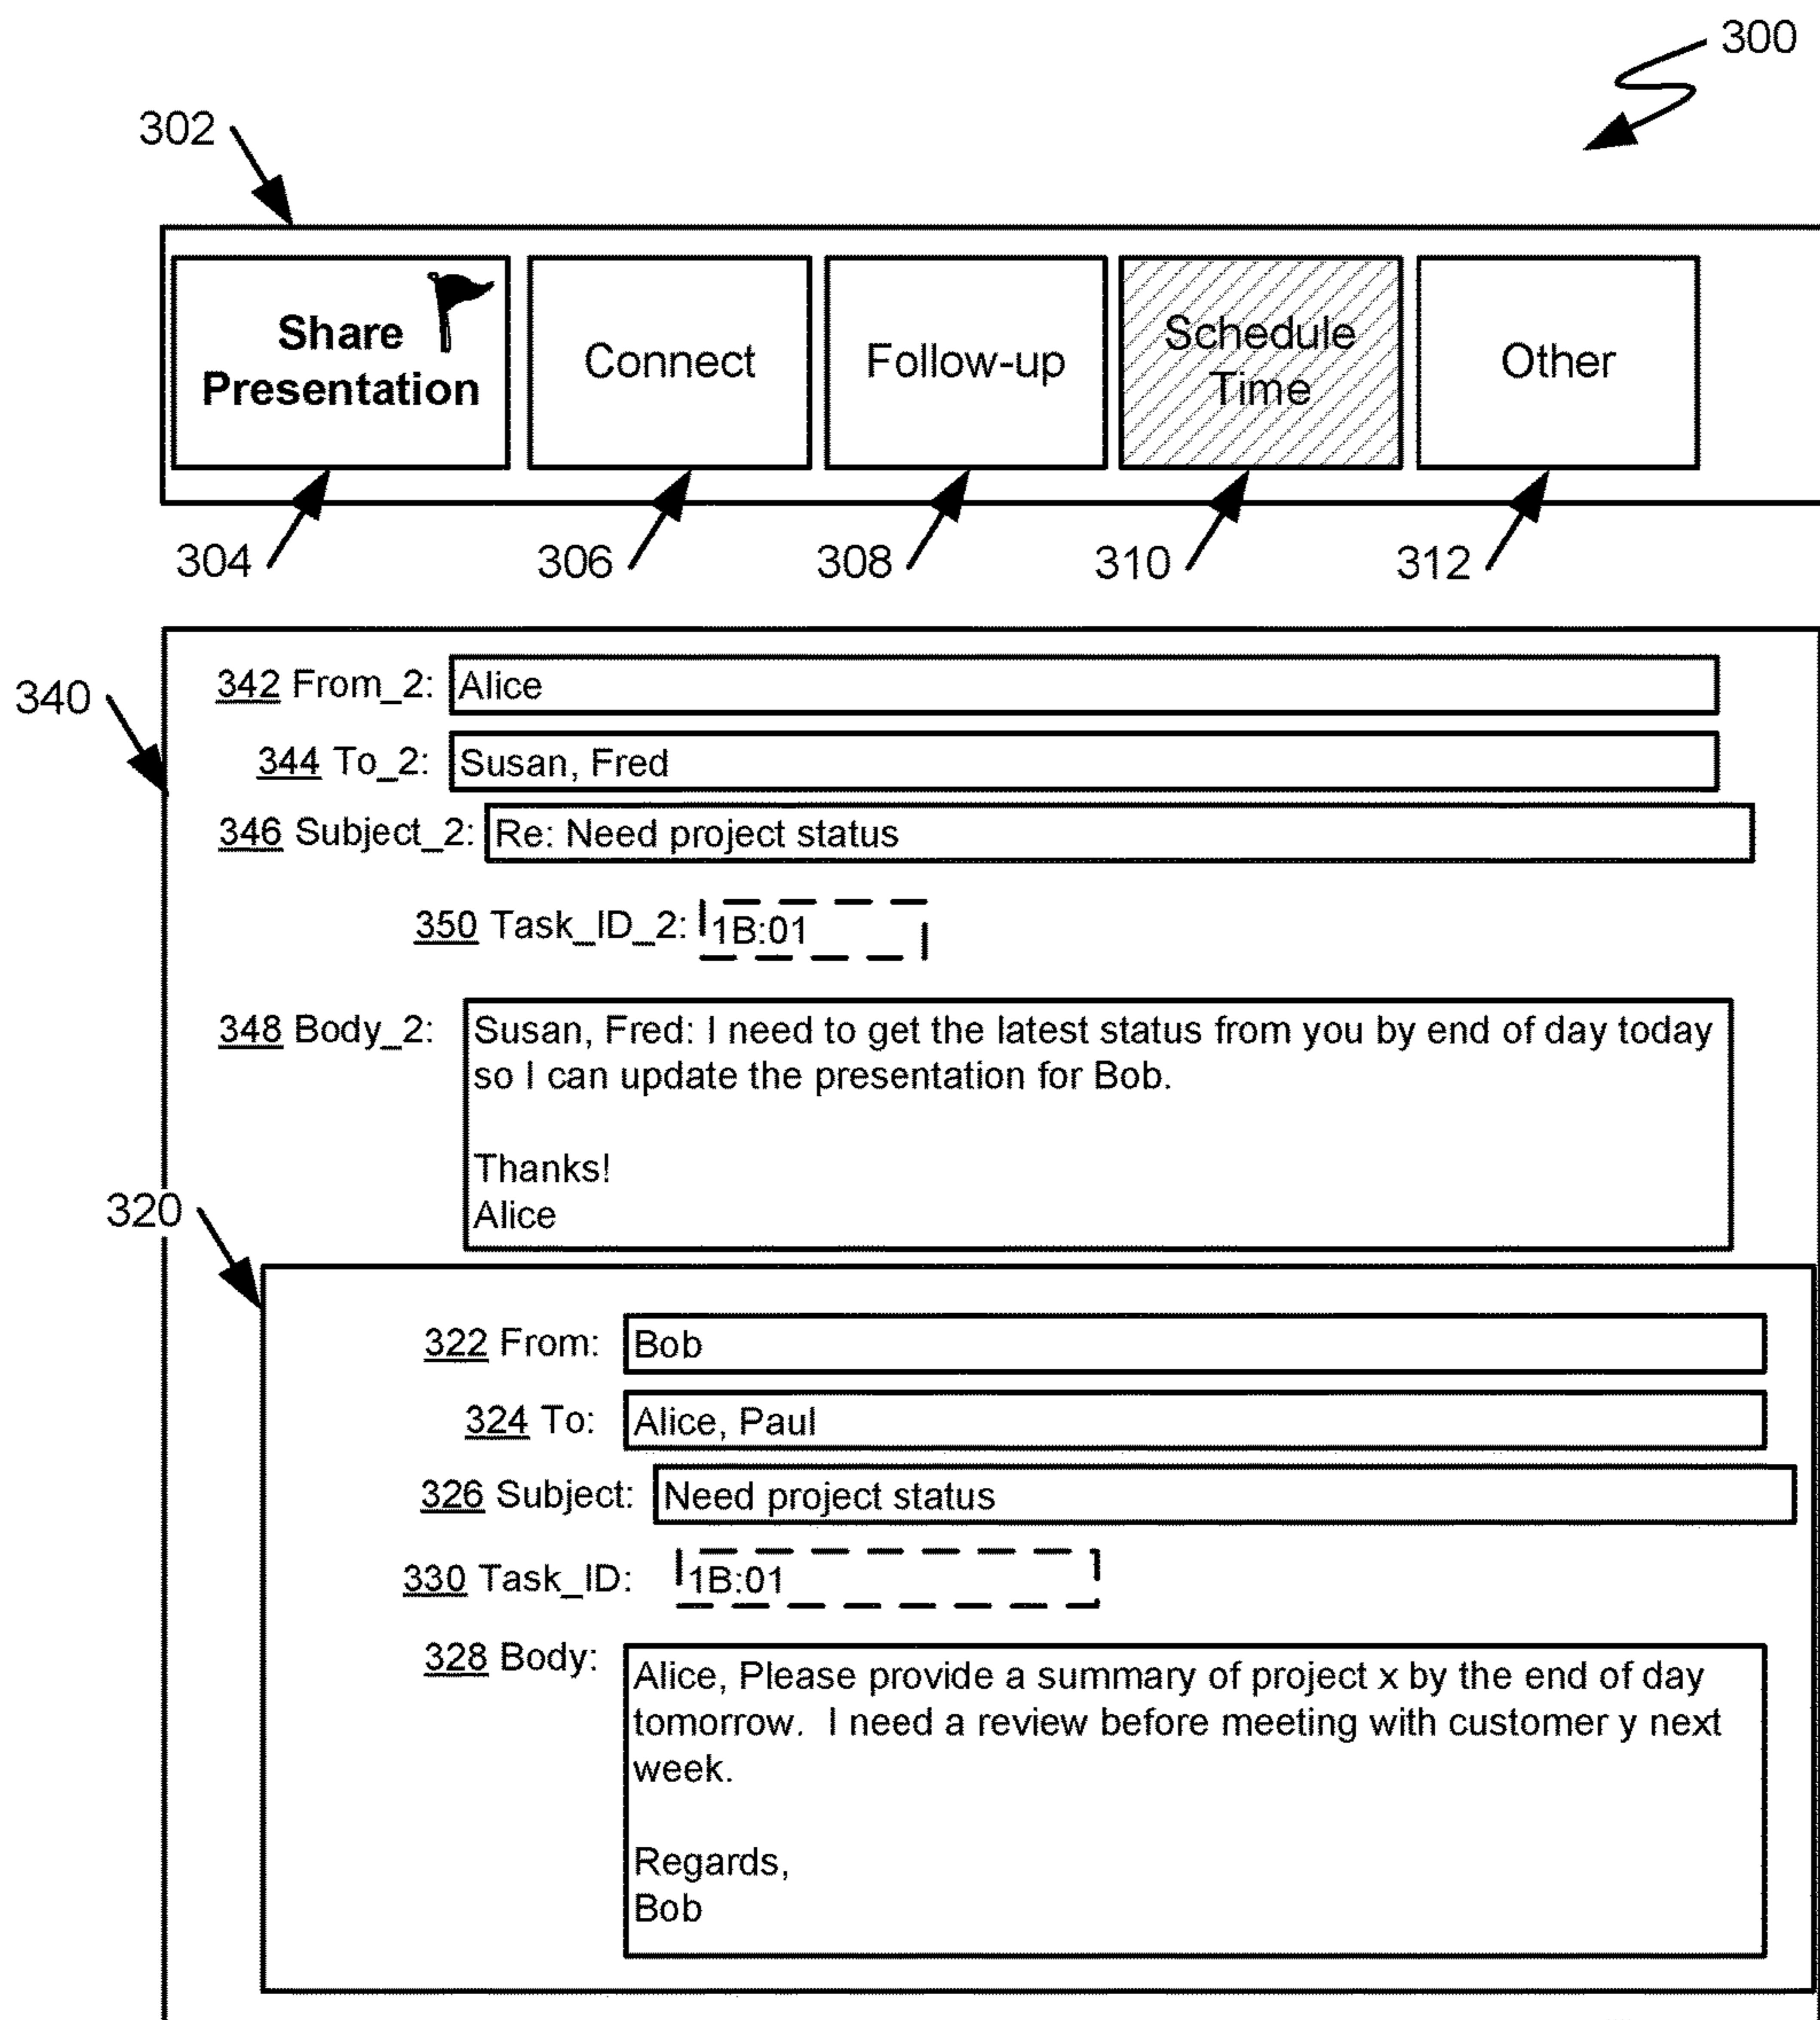 300
302
Share
Presentation
Connect
Follow-up
Schedule
Time
Other
304
306
308
310
312
340
342 From_2: Alice
344 To_2: Susan, Fred
346 Subject_2: Re: Need project status
350 Task_ID_2: 1B:01
348 Body_2: Susan, Fred: I need to get the latest status from you by end of day today
so I can update the presentation for Bob.
Thanks!
Alice
320
322 From: Bob
324 To: Alice, Paul
326 Subject: Need project status
330 Task_ID: 1B:01
328 Body: Alice, Please provide a summary of project x by the end of day
tomorrow. I need a review before meeting with customer y next
week.
Regards,
Bob